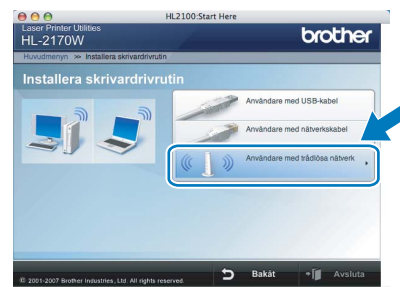 HL2100:Start Here
Laser Printer Utilities
HL-2170W
brother
Huvudmenyn >> Installera skrivardrivrutin
Installera skrivardrivrutin
Användare med USB-kabel
Användare med nätverkskabel
Användare med trådlösa nätverk
© 2001-2007 Brother Industries, Ltd. All rights reserved.
Bakåt
Avsluta